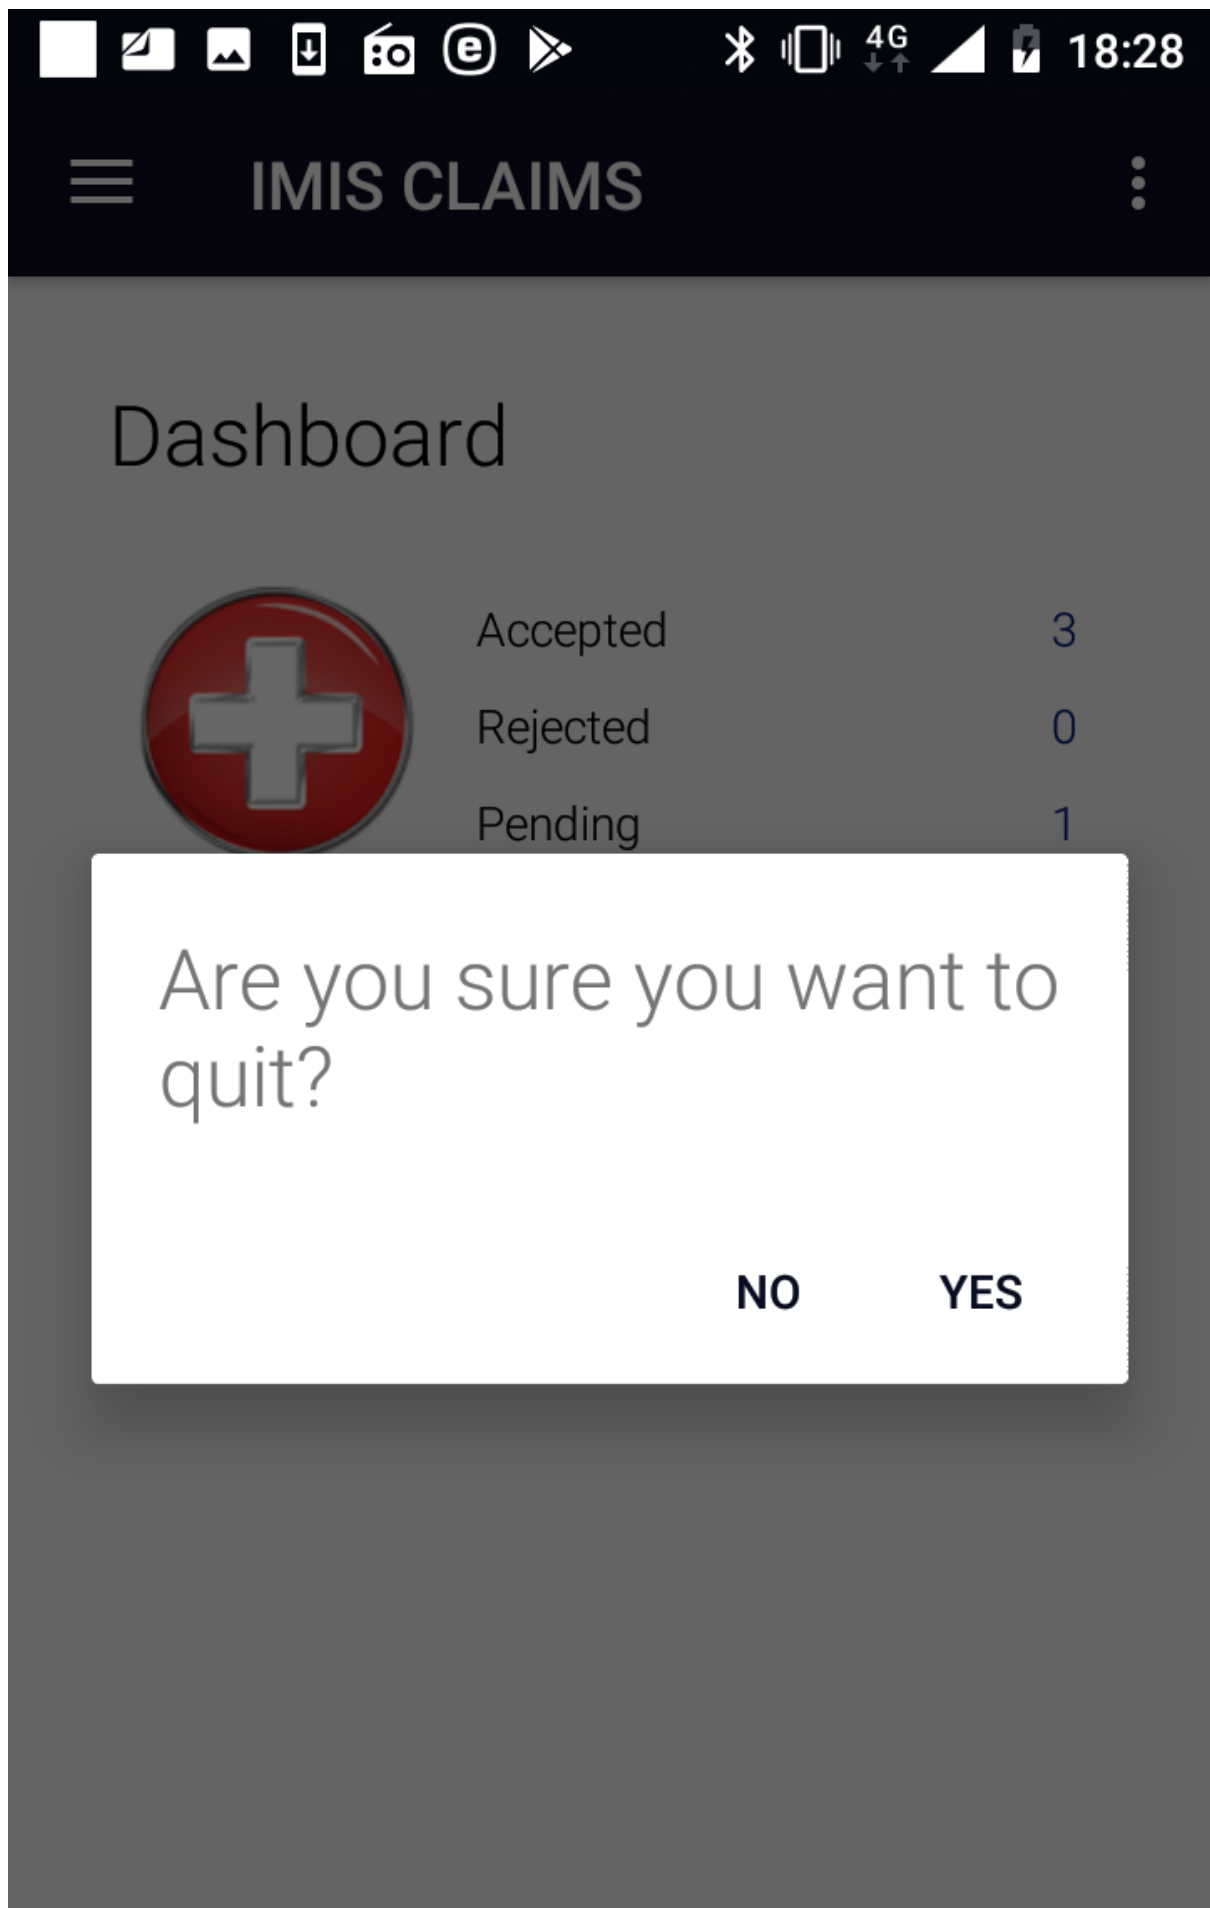 4G 18:28
IMIS CLAIMS
Dashboard
Accepted 3
Rejected 0
Pending 1
Are you sure you want to
quit?
NO YES